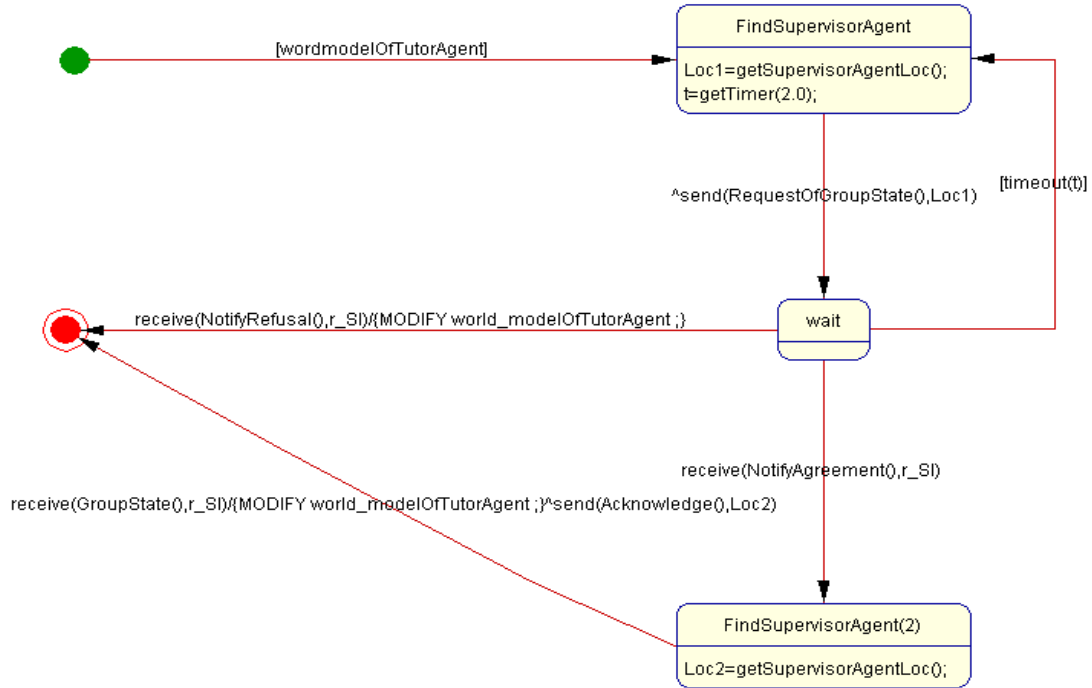 FindSupervisorAgent
[wordmodelOfTutorAgent]
Loc1=getSupervisorAgentLoc();
t=getTimer(2.0);
[timeout(t)]
^send(RequestOfGroupState(),Loc1)
receive(NotifyRefusal(),r_SI)/{MODIFY world_modelOfTutorAgent ;}
wait
receive(NotifyAgreement(),r_SI)
receive(GroupState(),r_SI)/{MODIFY world_modelOfTutorAgent ;}^send(Acknowledge(),Loc2)
FindSupervisorAgent(2)
Loc2=getSupervisorAgentLoc();